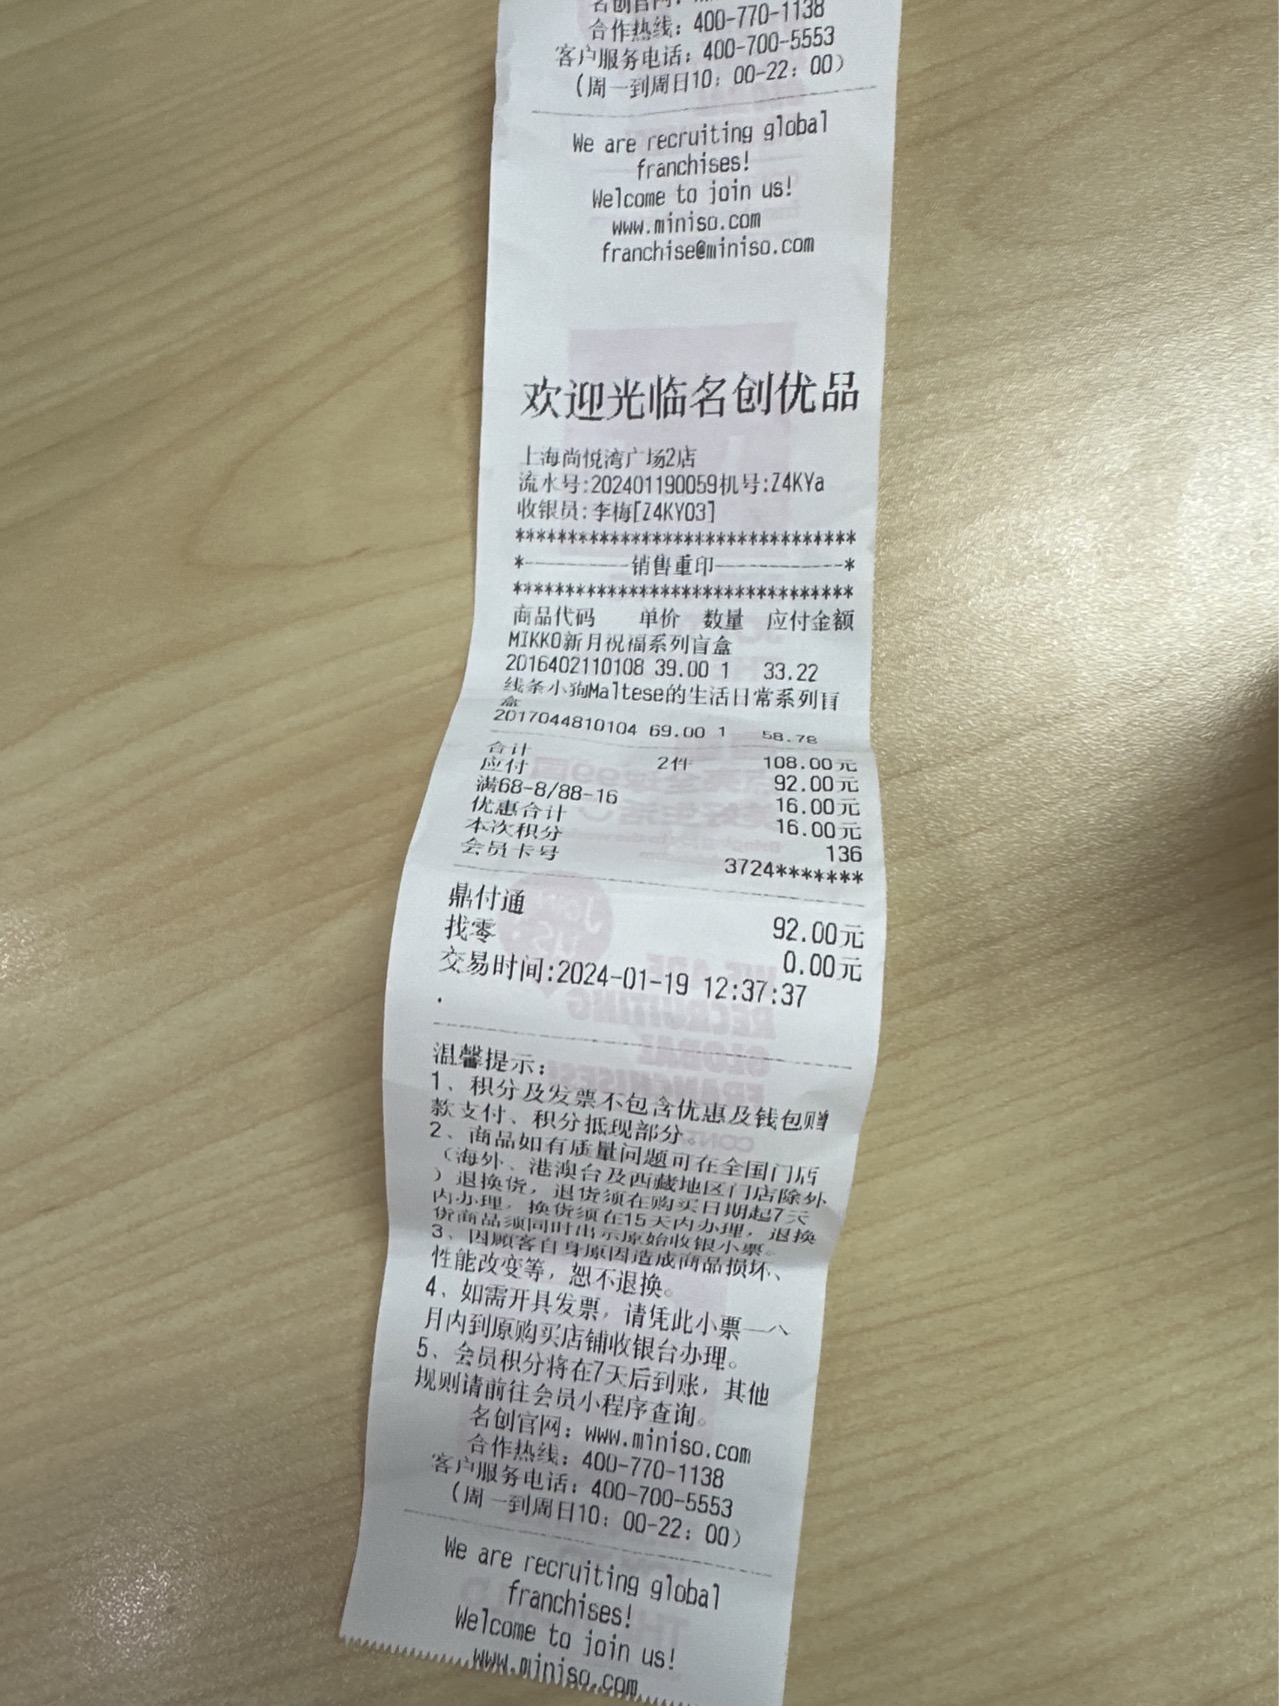 名创官网：
合作热线：400-770-1138
客户服务电话：400-700-5553
（周一到周日10：00-22：00）
We are recruiting global
franchises!
Welcome to join us!
www.miniso.com
franchise@miniso.com
欢迎光临名创优品
上海尚悦湾广场2店
流水号:202401190059机号:Z4KYa
收银员:李梅[Z4KY03]
********************************
*----------销售重印------------*
********************************
商品代码 单价 数量 应付金额
MIKKO新月祝福系列盲盒
2016402110108 39.00 1 33.22
线条小狗Maltese的生活日常系列盲
盒
2017044810104 69.00 1 58.78
合计 2件 108.00元
应付 92.00元
满68-8/88-16 16.00元
优惠合计 16.00元
本次积分 136
会员卡号 3724*******
鼎付通 92.00元
找零 0.00元
交易时间:2024-01-19 12:37:37
.
温馨提示：
1、积分及发票不包含优惠及钱包赠
款支付、积分抵现部分。
2、商品如有质量问题可在全国门店
（海外、港澳台及西藏地区门店除外
）退换货，退货须在购买日期起7天
内办理，换货须在15天内办理，退换
货商品须同时出示原始收银小票。
3、因顾客自身原因造成商品损坏、
性能改变等，恕不退换。
4、如需开具发票，请凭此小票一个
月内到原购买店铺收银台办理。
5、会员积分将在7天后到账，其他
规则请前往会员小程序查询。
名创官网：www.miniso.com
合作热线：400-770-1138
客户服务电话：400-700-5553
（周一到周日10：00-22：00）
We are recruiting global
franchises!
Welcome to join us!
www.miniso.com